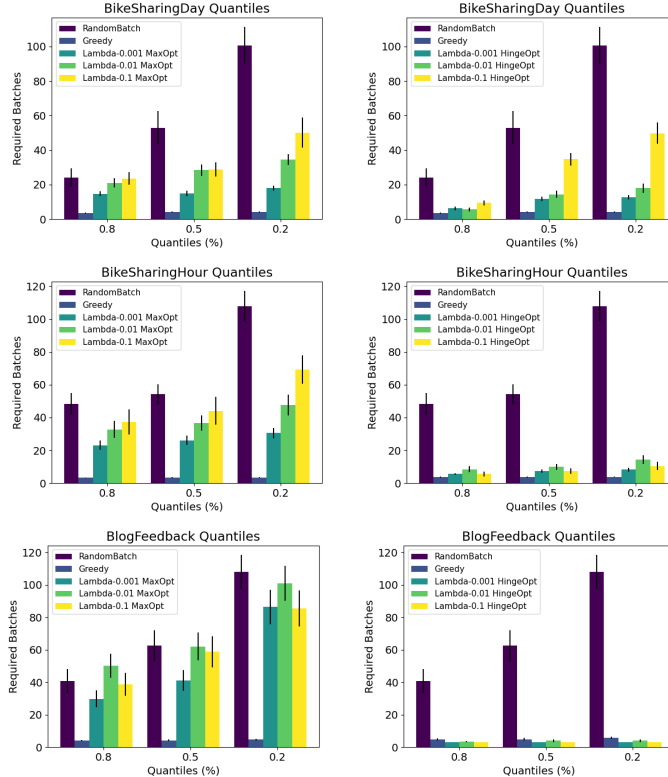 BikeSharingDay Quantiles
RandomBatch
Greedy
Lambda-0.001 MaxOpt
Lambda-0.01 MaxOpt
Lambda-0.1 MaxOpt
Required Batches
100
80
60
40
20
0
0.8
0.5
0.2
Quantiles (%)
BikeSharingDay Quantiles
RandomBatch
Greedy
Lambda-0.001 HingeOpt
Lambda-0.01 HingeOpt
Lambda-0.1 HingeOpt
Required Batches
100
80
60
40
20
0
0.8
0.5
0.2
Quantiles (%)
BikeSharingHour Quantiles
RandomBatch
Greedy
Lambda-0.001 MaxOpt
Lambda-0.01 MaxOpt
Lambda-0.1 MaxOpt
Required Batches
120
100
80
60
40
20
0
0.8
0.5
0.2
Quantiles (%)
BikeSharingHour Quantiles
RandomBatch
Greedy
Lambda-0.001 HingeOpt
Lambda-0.01 HingeOpt
Lambda-0.1 HingeOpt
Required Batches
120
100
80
60
40
20
0
0.8
0.5
0.2
Quantiles (%)
BlogFeedback Quantiles
RandomBatch
Greedy
Lambda-0.001 MaxOpt
Lambda-0.01 MaxOpt
Lambda-0.1 MaxOpt
Required Batches
120
100
80
60
40
20
0
0.8
0.5
0.2
Quantiles (%)
BlogFeedback Quantiles
RandomBatch
Greedy
Lambda-0.001 HingeOpt
Lambda-0.01 HingeOpt
Lambda-0.1 HingeOpt
Required Batches
120
100
80
60
40
20
0
0.8
0.5
0.2
Quantiles (%)